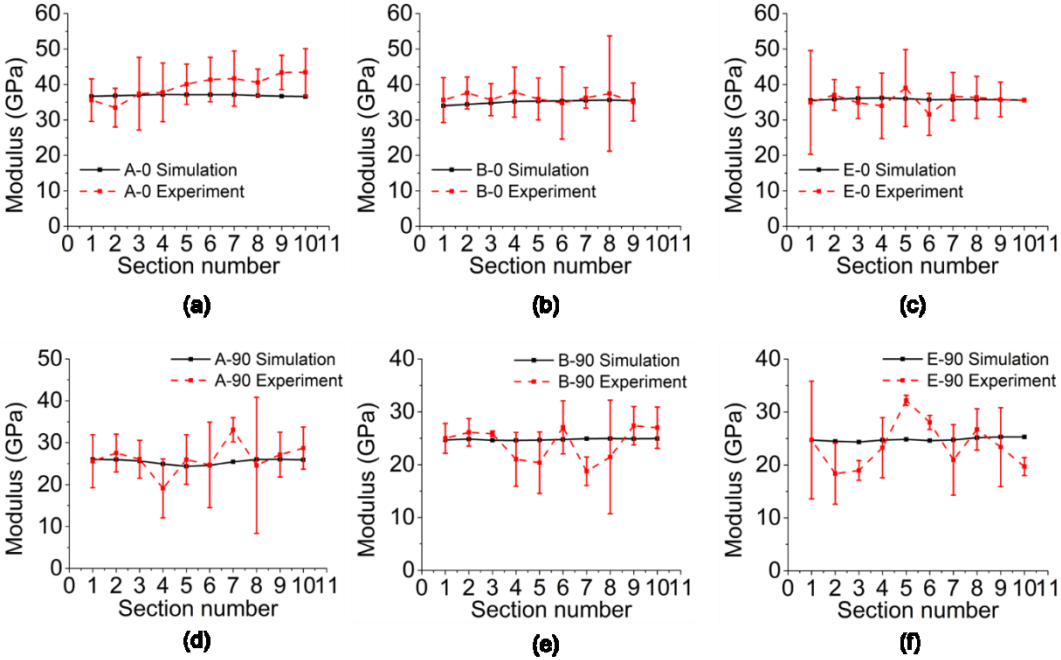 Modulus (GPa)
60
50
40
30
20
10
0
A-0 Simulation
A-0 Experiment
0 1 2 3 4 5 6 7 8 9 10 11
Section number
(a)
Modulus (GPa)
60
50
40
30
20
10
0
B-0 Simulation
B-0 Experiment
0 1 2 3 4 5 6 7 8 9 10 11
Section number
(b)
Modulus (GPa)
60
50
40
30
20
10
0
E-0 Simulation
E-0 Experiment
0 1 2 3 4 5 6 7 8 9 10 11
Section number
(c)
Modulus (GPa)
50
40
30
20
10
0
A-90 Simulation
A-90 Experiment
0 1 2 3 4 5 6 7 8 9 10 11
Section number
(d)
Modulus (GPa)
40
30
20
10
0
B-90 Simulation
B-90 Experiment
0 1 2 3 4 5 6 7 8 9 10 11
Section number
(e)
Modulus (GPa)
40
30
20
10
0
E-90 Simulation
E-90 Experiment
0 1 2 3 4 5 6 7 8 9 10 11
Section number
(f)